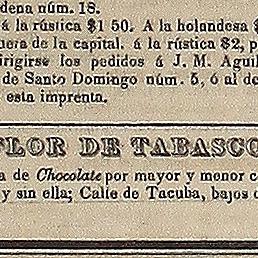 dena núm. 18.
á la rústica $1 50. A la holandesa $
uera de la capital, á la rústica $2, p
irigirse los pedidos á J. M. Aguil
de Santo Domingo núm. 5, ó al de
esta imprenta.
FLOR DE TABASCO
a de Chocolate por mayor y menor c
y sin ella; Calle de Tacuba, bajos d